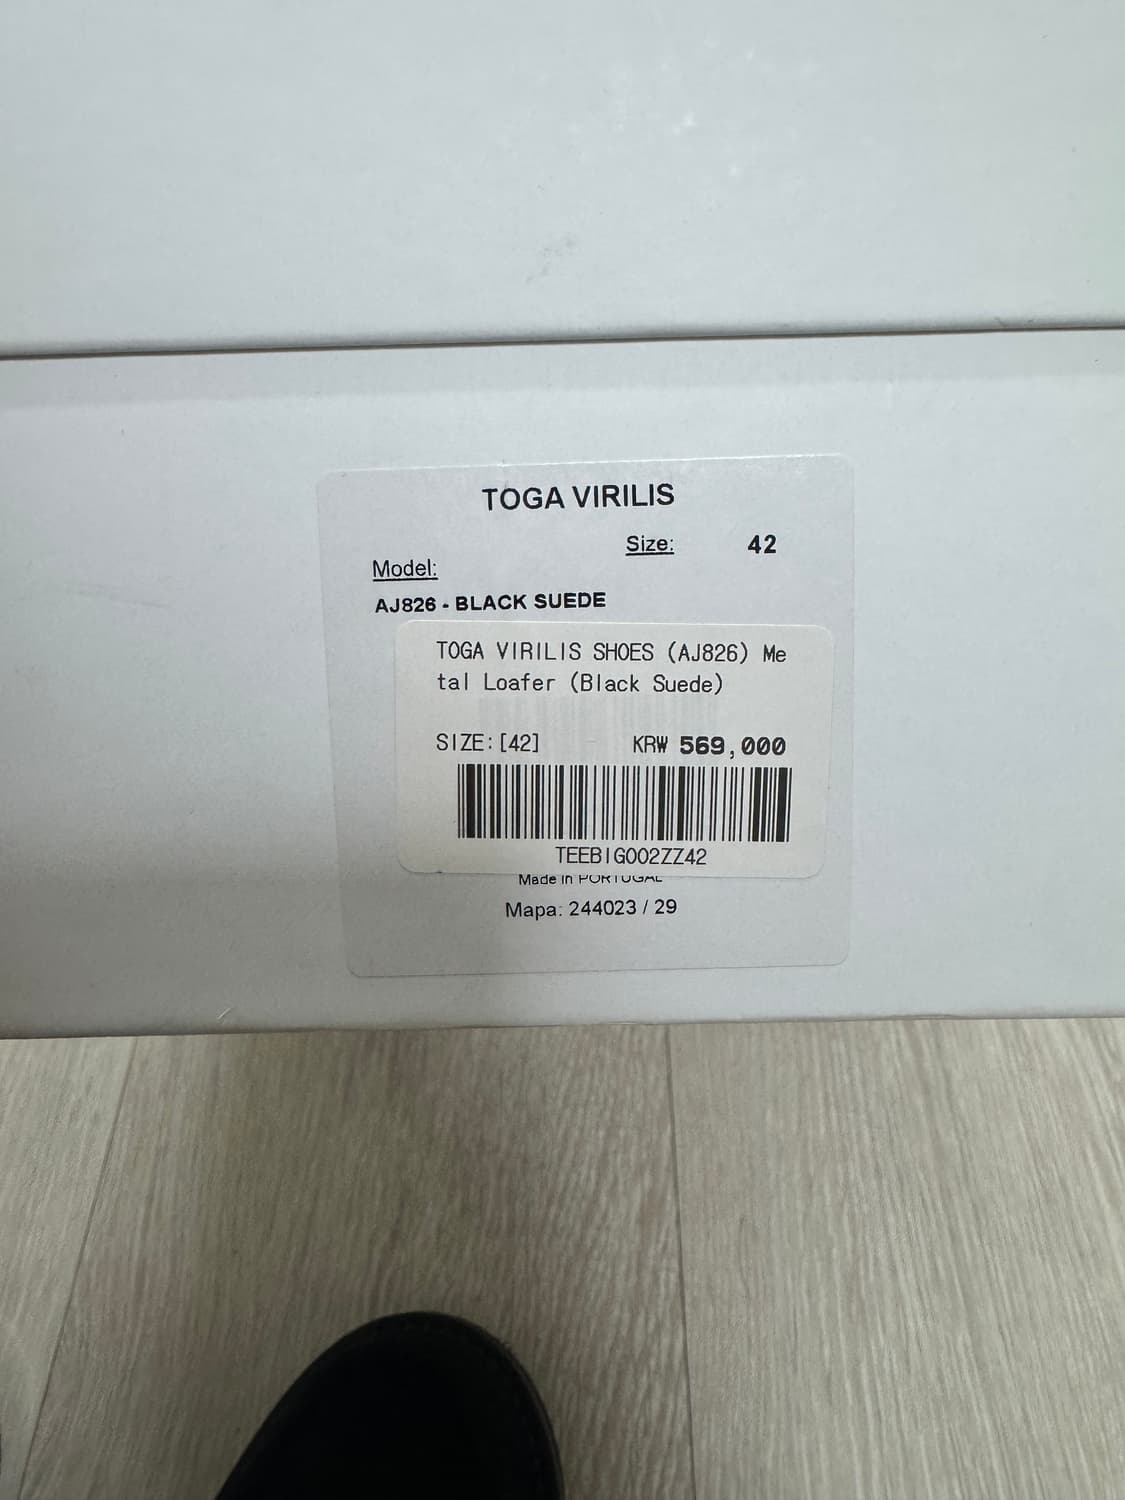 TOGA VIRILIS
Size: 42
Model:
AJ826 - BLACK SUEDE
TOGA VIRILIS SHOES (AJ826) Me
tal Loafer (Black Suede)
SIZE:[42] KRW 569,000
TEEBIG002ZZ42
Made in PORTUGAL
Mapa: 244023 / 29